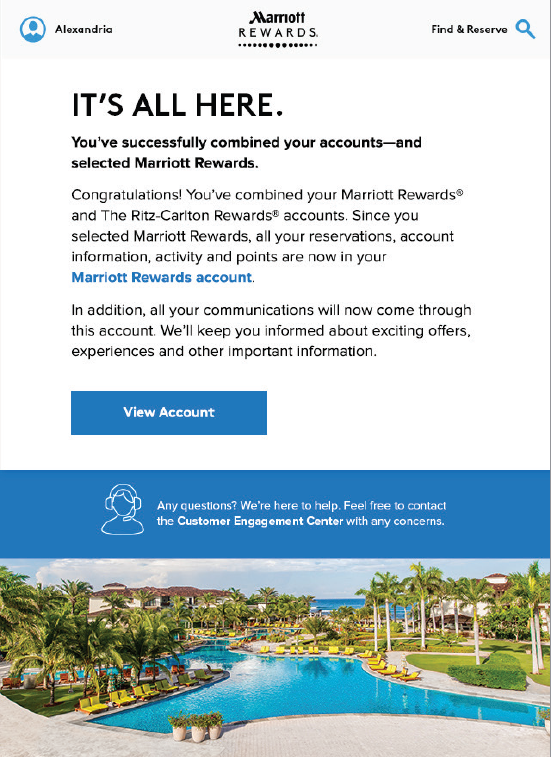 Alexandria
Marriott
REWARDS.
Find & Reserve
IT'S ALL HERE.
You've successfully combined your accounts—and
selected Marriott Rewards.
Congratulations! You've combined your Marriott Rewards®
and The Ritz-Carlton Rewards® accounts. Since you
selected Marriott Rewards, all your reservations, account
information, activity and points are now in your
Marriott Rewards account.
In addition, all your communications will now come through
this account. We'll keep you informed about exciting offers,
experiences and other important information.
View Account
Any questions? We're here to help. Feel free to contact
the Customer Engagement Center with any concerns.